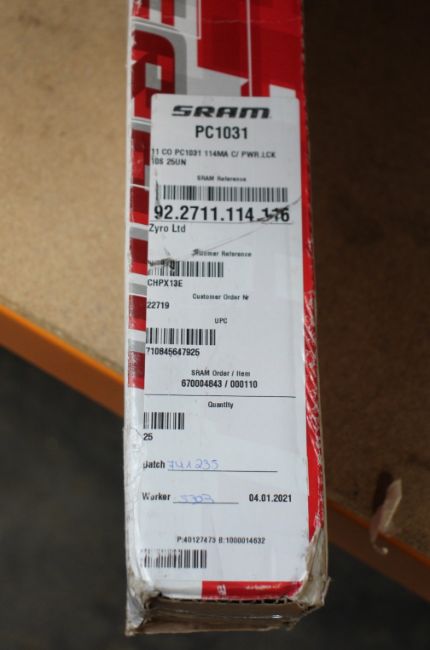 SRAM
PC1031
11 CO PC1031 114MA C/ PWR.LCK
10S 25UN
SRAM Reference
92.2711.114.116
Zyro Ltd
Customer Reference
CHPX13E
Customer Order Nr
22719
UPC
710845647925
SRAM Order / Item
670004843 / 000110
Quantity
25
Batch 741235
Worker
04.01.2021
P:40127473 B:1000014632